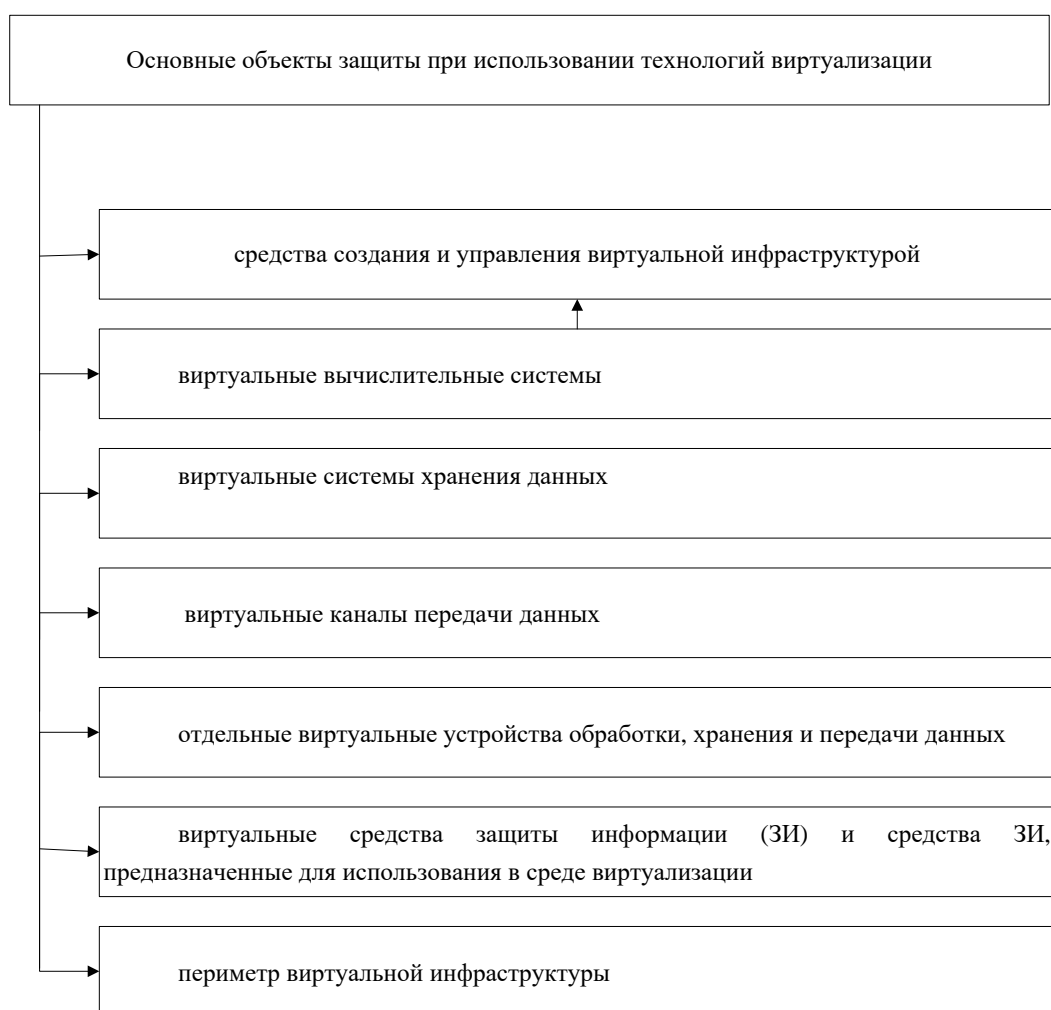 Основные объекты защиты при использовании технологий виртуализации
средства создания и управления виртуальной инфраструктурой
виртуальные вычислительные системы
виртуальные системы хранения данных
виртуальные каналы передачи данных
отдельные виртуальные устройства обработки, хранения и передачи данных
виртуальные средства защиты информации (ЗИ) и средства ЗИ,
предназначенные для использования в среде виртуализации
периметр виртуальной инфраструктуры